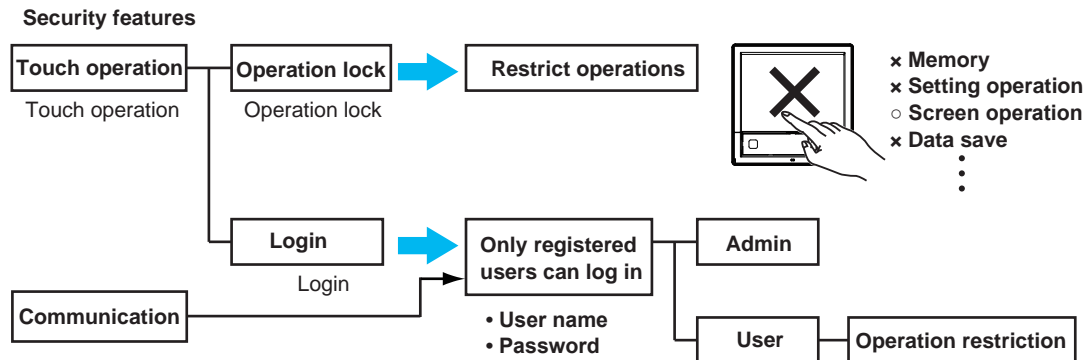 Security features
Touch operation
Touch operation
Operation lock
Operation lock
Restrict operations
× Memory
× Setting operation
○ Screen operation
× Data save
Login
Login
Only registered
users can log in
Admin
Communication
• User name
• Password
User
Operation restriction